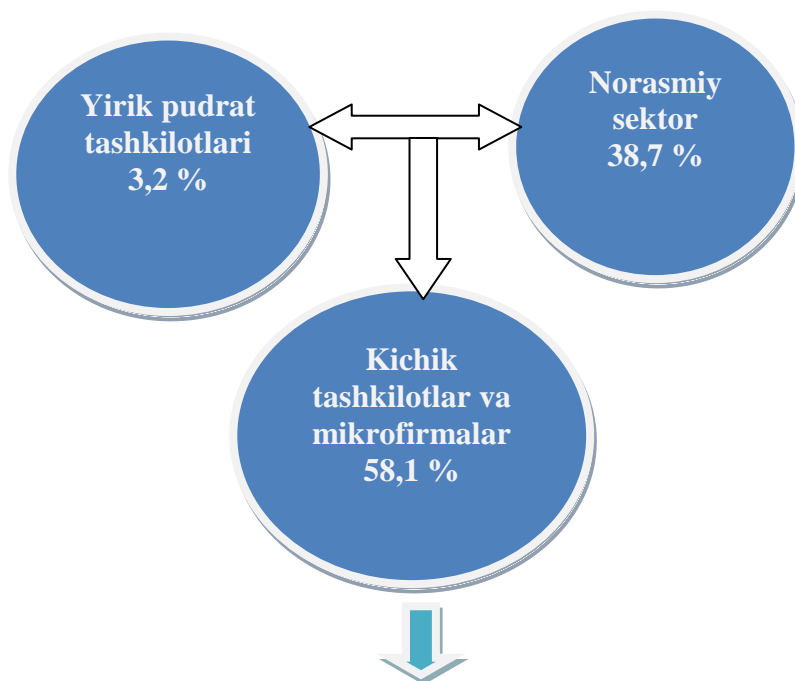 Yirik pudrat
tashkilotlari
3,2 %
Norasmiy
sektor
38,7 %
Kichik
tashkilotlar va
mikrofirmalar
58,1 %